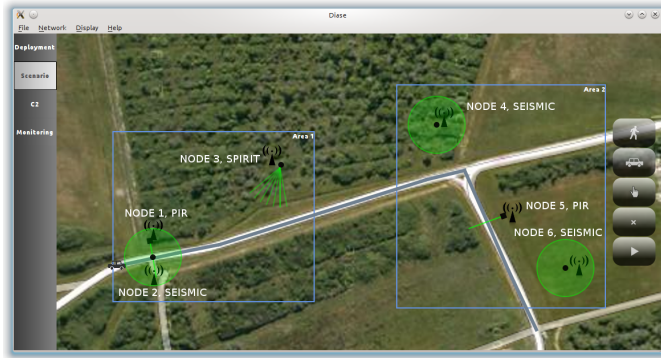 Diase
File Network Display Help
Deployment
Scenario
C2
Monitoring
Area 1
Area 2
NODE 4, SEISMIC
NODE 3, SPIRIT
NODE 1, PIR
NODE 5, PIR
NODE 6, SEISMIC
NODE 2, SEISMIC